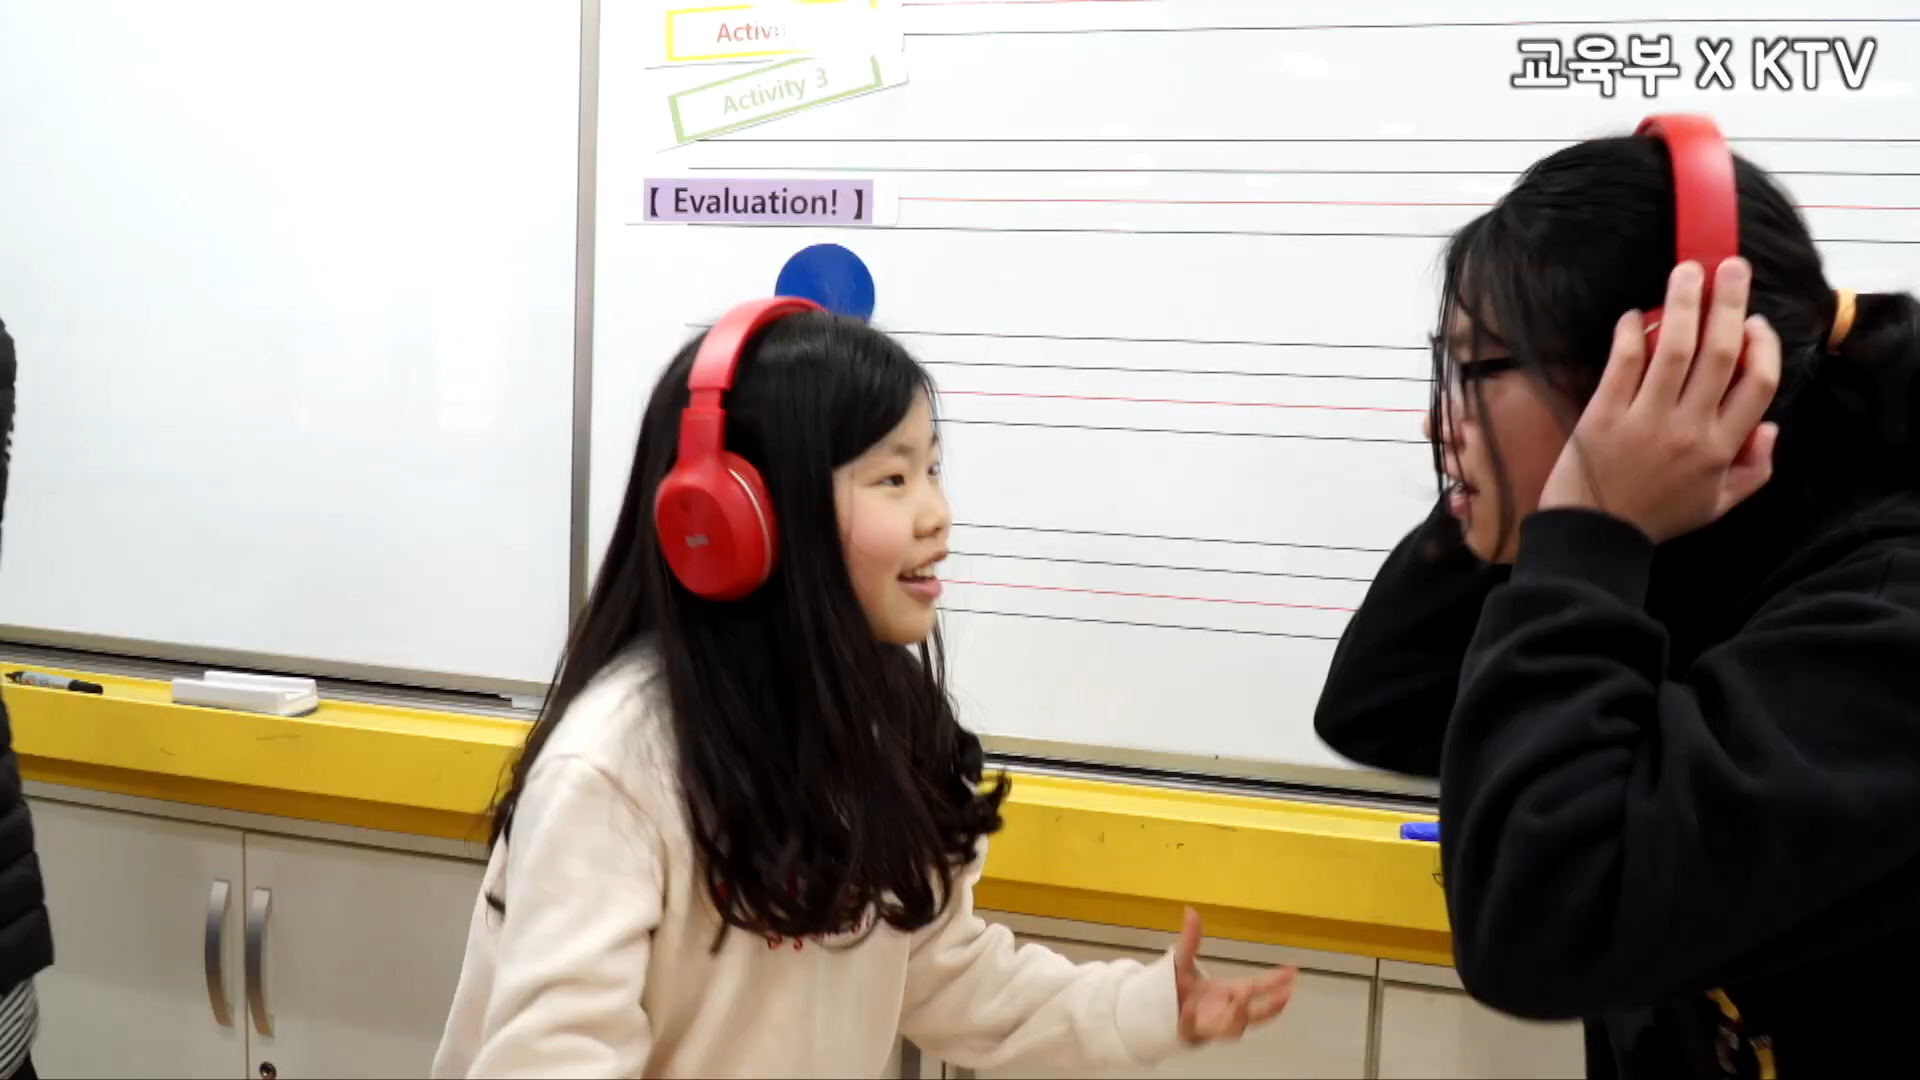 교육부 X KTV
Activity 3
【 Evaluation! 】